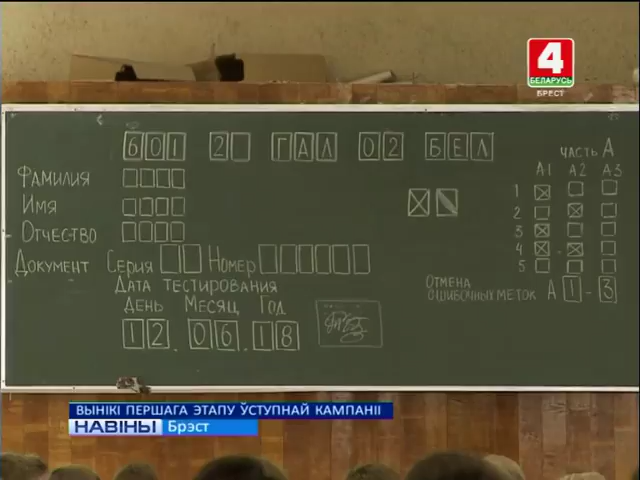 4
БЕЛАРУСЬ
БРЕСТ
601 2 ГАЛ 02 БЕЛ
ЧАСТЬ А
А1 А2 А3
ФАМИЛИЯ
1
ИМЯ
2
ОТЧЕСТВО
3
4
ДОКУМЕНТ СЕРИЯ НОМЕР
5
ДАТА ТЕСТИРОВАНИЯ
ОТМЕНА
ОШИБОЧНЫХ МЕТОК А 1 - 3
ДЕНЬ МЕСЯЦ ГОД
12.06.18
ВЫНІКІ ПЕРШАГА ЭТАПУ ЎСТУПНАЙ КАМПАНІІ
НАВІНЫ Брэст